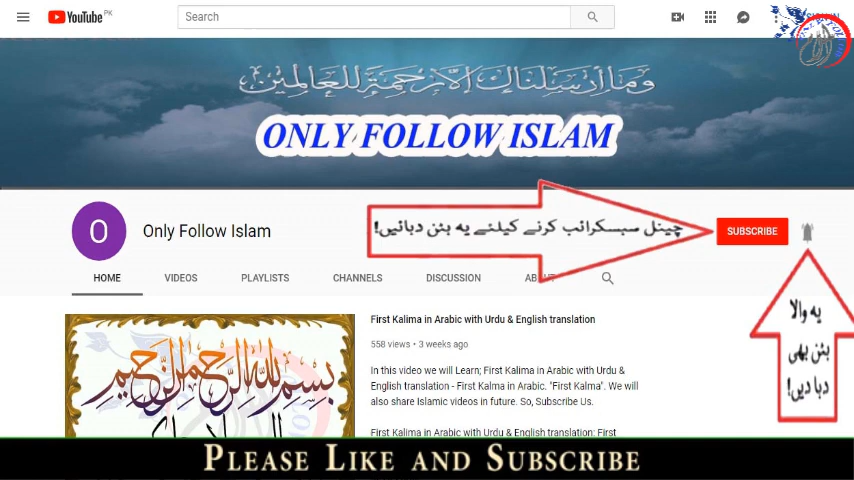 YouTube PK
Search
SIGN IN
وَمَا أَرْسَلْنَاكَ إِلَّا رَحْمَةً لِّلْعَالَمِينَ
ONLY FOLLOW ISLAM
O
Only Follow Islam
چینل سبسکرائب کرنے کیلئے یہ بٹن دبائیں!
SUBSCRIBE
HOME VIDEOS PLAYLISTS CHANNELS DISCUSSION
یہ والا
بٹن بھی
دبا دیں!
First Kalima in Arabic with Urdu & English translation
558 views • 3 weeks ago
In this video we will Learn; First Kalima in Arabic with Urdu &
English translation - First Kalma in Arabic. "First Kalma". We will
also share Islamic videos in future. So, Subscribe Us.
First Kalima in Arabic with Urdu & English translation: First
بِسْمِ اللهِ الرَّحْمٰنِ الرَّحِيْمِ
Please Like and Subscribe